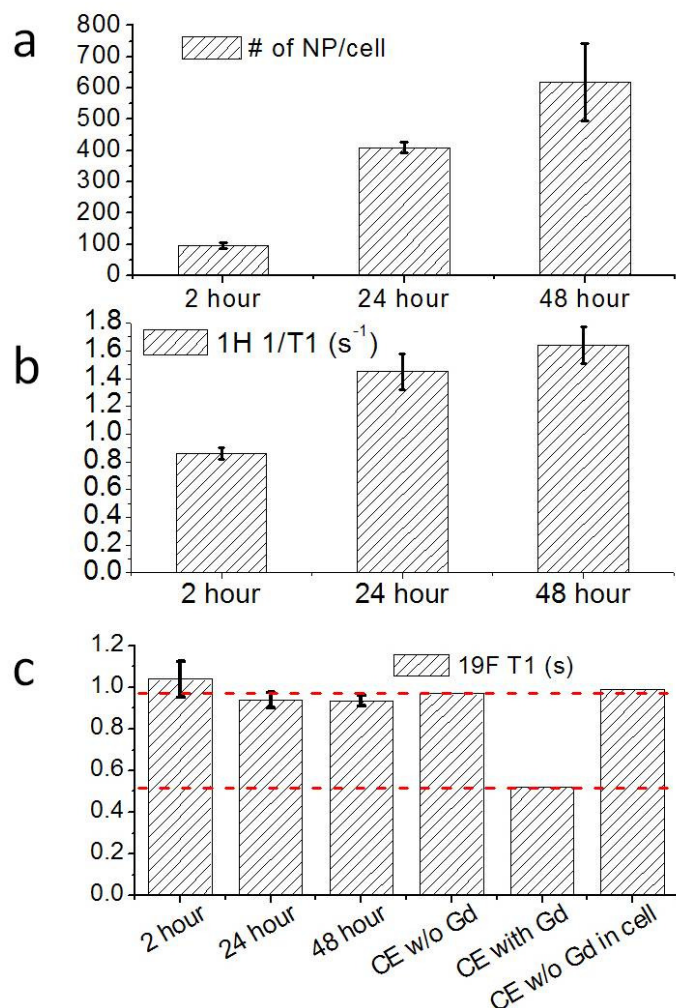 a
# of NP/cell
800
700
600
500
400
300
200
100
0
2 hour 24 hour 48 hour
b
1H 1/T1 (s⁻¹)
1.8
1.6
1.4
1.2
1.0
0.8
0.6
0.4
0.2
0.0
2 hour 24 hour 48 hour
c
19F T1 (s)
1.2
1.0
0.8
0.6
0.4
0.2
0.0
2 hour
24 hour
48 hour
CE w/o Gd
CE with Gd
CE w/o Gd in cell